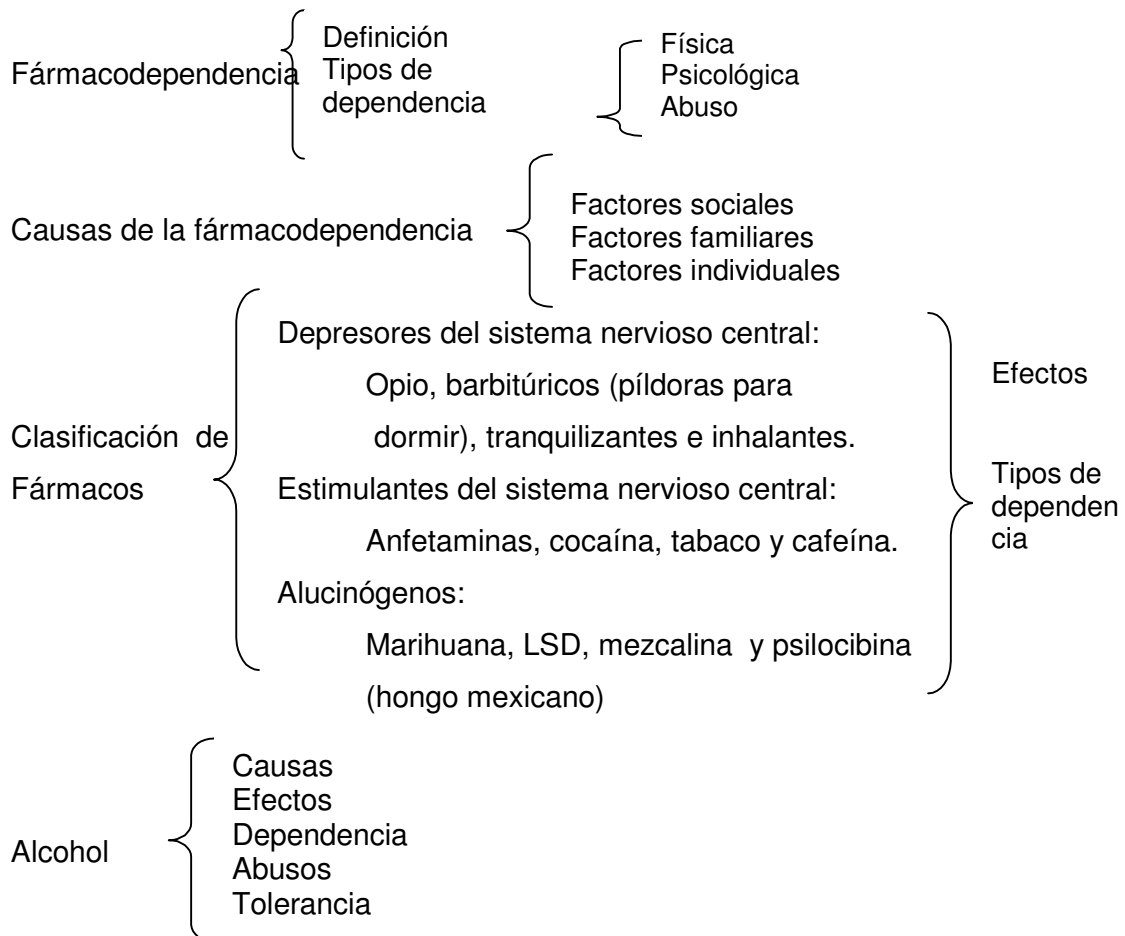 Fármacodependencia
Definición
Tipos de
dependencia
Física
Psicológica
Abuso
Causas de la fármacodependencia
Factores sociales
Factores familiares
Factores individuales
Clasificación de
Fármacos
Depresores del sistema nervioso central:
Opio, barbitúricos (píldoras para
dormir), tranquilizantes e inhalantes.
Estimulantes del sistema nervioso central:
Anfetaminas, cocaína, tabaco y cafeína.
Alucinógenos:
Marihuana, LSD, mezcalina y psilocibina
(hongo mexicano)
Efectos
Tipos de
dependen
cia
Alcohol
Causas
Efectos
Dependencia
Abusos
Tolerancia